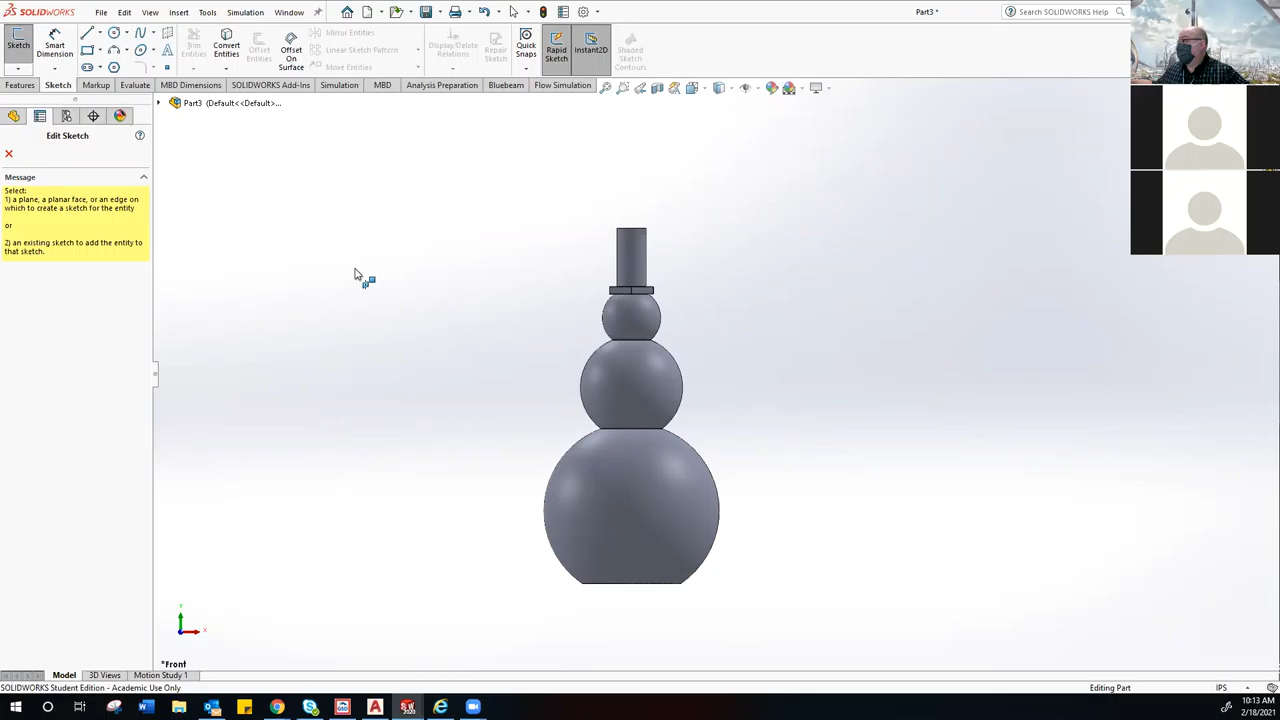 SOLIDWORKS File Edit View Insert Tools Simulation Window Part3 * Search SOLIDWORKS Help
Sketch Smart Dimension Trim Entities Convert Entities Offset Entities Offset On Surface Mirror Entities Linear Sketch Pattern Move Entities Display/Delete Relations Repair Sketch Quick Snaps Rapid Sketch Instant2D Shaded Sketch Contours
Features Sketch Markup Evaluate MBD Dimensions SOLIDWORKS Add-Ins Simulation MBD Analysis Preparation Bluebeam Flow Simulation
Part3 (Default<<Default>...
Edit Sketch
Message
Select:
1) a plane, a planar face, or an edge on
which to create a sketch for the entity
or
2) an existing sketch to add the entity to
that sketch.
Y
X
*Front
Model 3D Views Motion Study 1
SOLIDWORKS Student Edition - Academic Use Only Editing Part IPS
10:13 AM
2/18/2021